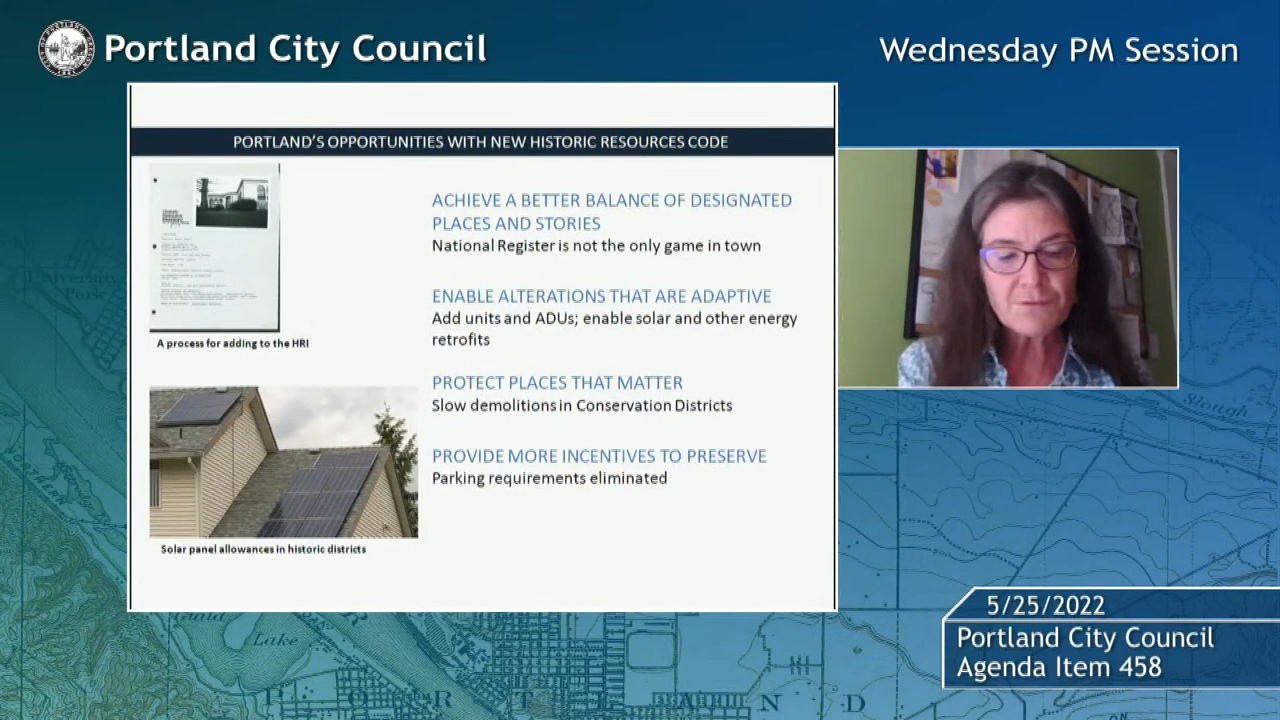 Portland City Council
Wednesday PM Session
PORTLAND'S OPPORTUNITIES WITH NEW HISTORIC RESOURCES CODE
ACHIEVE A BETTER BALANCE OF DESIGNATED
PLACES AND STORIES
National Register is not the only game in town
ENABLE ALTERATIONS THAT ARE ADAPTIVE
Add units and ADUs; enable solar and other energy
retrofits
A process for adding to the HRI
PROTECT PLACES THAT MATTER
Slow demolitions in Conservation Districts
PROVIDE MORE INCENTIVES TO PRESERVE
Parking requirements eliminated
Solar panel allowances in historic districts
Slough
Guild
Lake
P O R T L A N D
5/25/2022
Portland City Council
Agenda Item 458